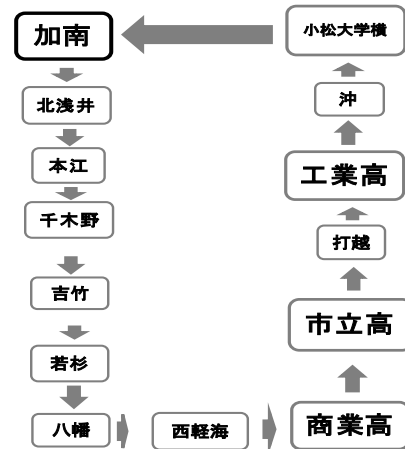 加南
北浅井
本江
千木野
吉竹
若杉
八幡
西軽海
商業高
市立高
打越
工業高
沖
小松大学横